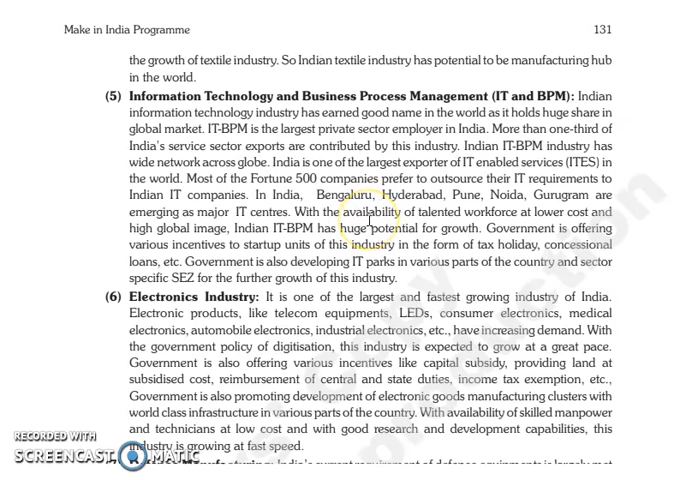 Make in India Programme 131
the growth of textile industry. So Indian textile industry has potential to be manufacturing hub
in the world.
(5) Information Technology and Business Process Management (IT and BPM): Indian
information technology industry has earned good name in the world as it holds huge share in
global market. IT-BPM is the largest private sector employer in India. More than one-third of
India's service sector exports are contributed by this industry. Indian IT-BPM industry has
wide network across globe. India is one of the largest exporter of IT enabled services (ITES) in
the world. Most of the Fortune 500 companies prefer to outsource their IT requirements to
Indian IT companies. In India, Bengaluru, Hyderabad, Pune, Noida, Gurugram are
emerging as major IT centres. With the availability of talented workforce at lower cost and
high global image, Indian IT-BPM has huge potential for growth. Government is offering
various incentives to startup units of this industry in the form of tax holiday, concessional
loans, etc. Government is also developing IT parks in various parts of the country and sector
specific SEZ for the further growth of this industry.
(6) Electronics Industry: It is one of the largest and fastest growing industry of India.
Electronic products, like telecom equipments, LEDs, consumer electronics, medical
electronics, automobile electronics, industrial electronics, etc., have increasing demand. With
the government policy of digitisation, this industry is expected to grow at a great pace.
Government is also offering various incentives like capital subsidy, providing land at
subsidised cost, reimbursement of central and state duties, income tax exemption, etc.,
Government is also promoting development of electronic goods manufacturing clusters with
world class infrastructure in various parts of the country. With availability of skilled manpower
and technicians at low cost and with good research and development capabilities, this
industry is growing at fast speed.
India's current requirement of defence equipments is largely met
RECORDED WITH
SCREENCAST MATIC
Copy
production